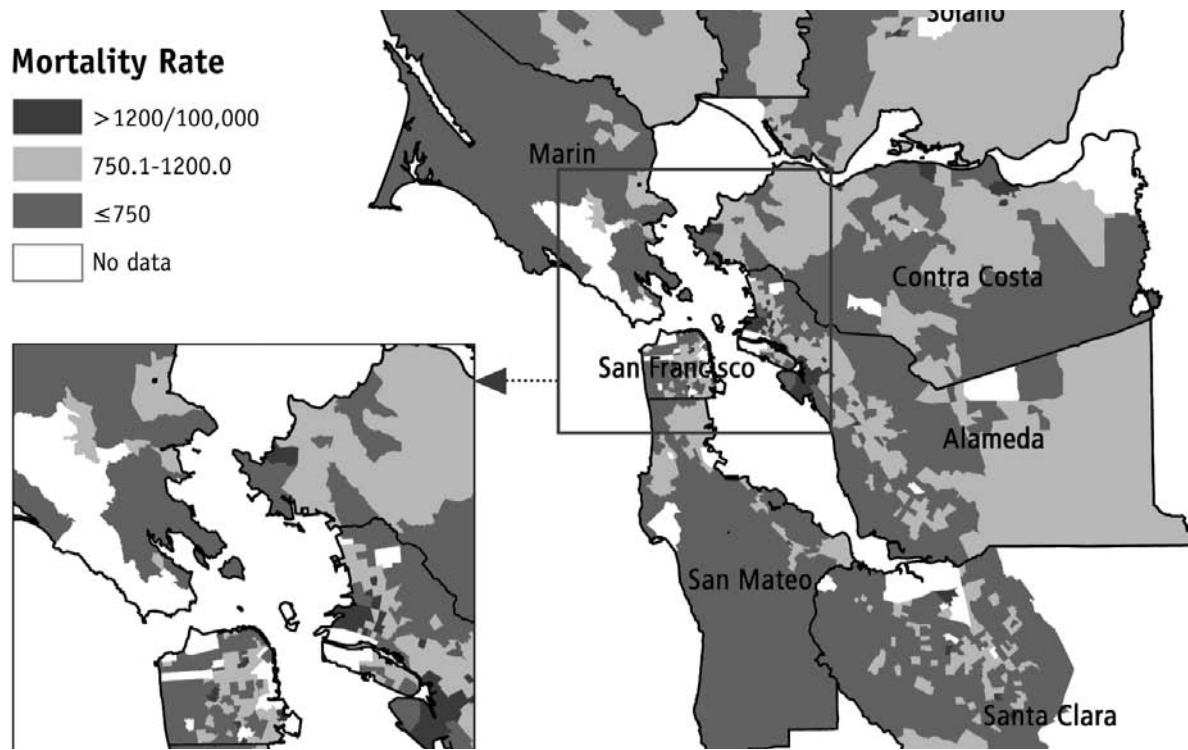 Solano
Mortality Rate
>1200/100,000
750.1-1200.0
≤750
No data
Marin
Contra Costa
San Francisco
Alameda
San Mateo
Santa Clara